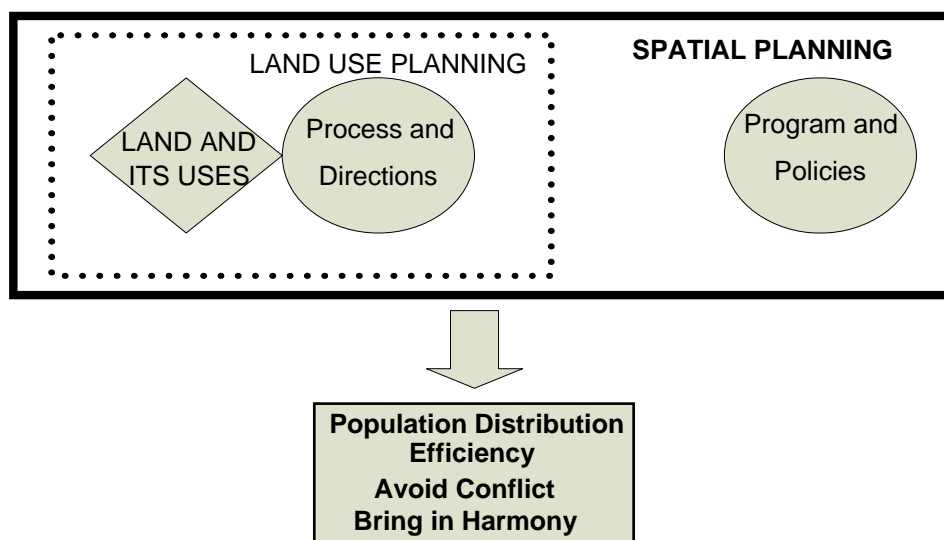 SPATIAL PLANNING
LAND USE PLANNING
LAND AND
ITS USES
Process and
Directions
Program and
Policies
Population Distribution
Efficiency
Avoid Conflict
Bring in Harmony